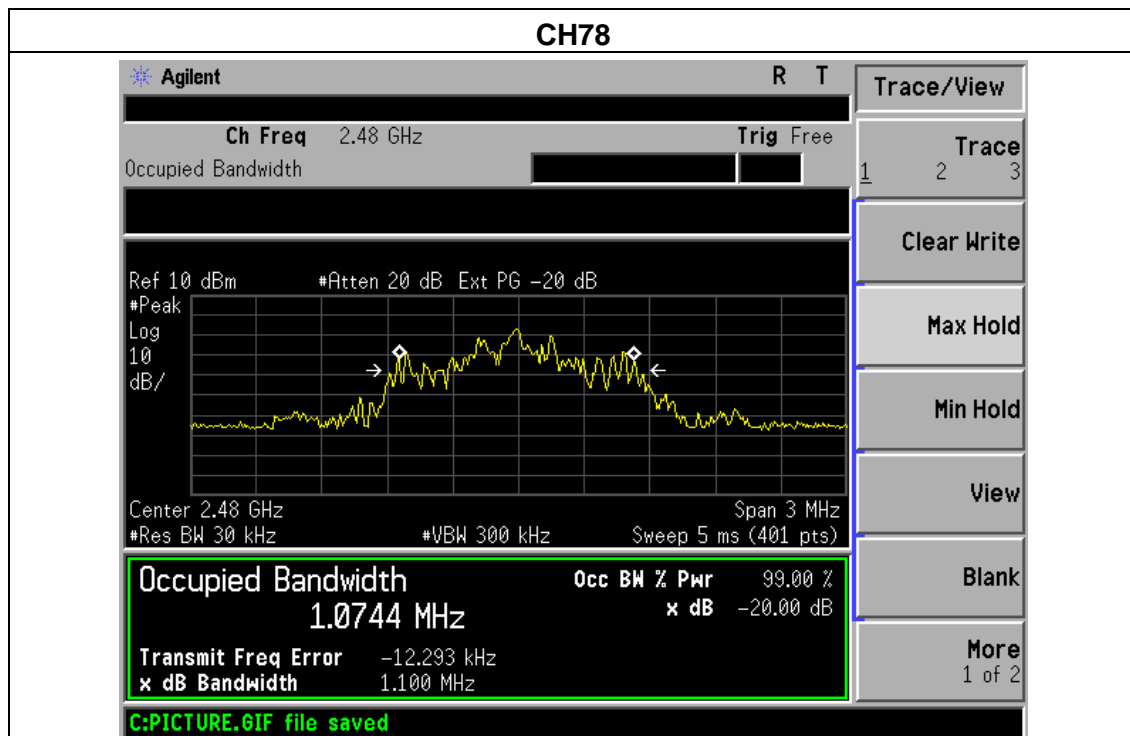 CH78
Agilent R T
Trace/View
Ch Freq 2.48 GHz Trig Free
Occupied Bandwidth
Trace
1 2 3
Clear Write
Max Hold
Min Hold
View
Blank
More
1 of 2
Ref 10 dBm #Atten 20 dB Ext PG -20 dB
#Peak
Log
10
dB/
Center 2.48 GHz Span 3 MHz
#Res BW 30 kHz #VBW 300 kHz Sweep 5 ms (401 pts)
Occupied Bandwidth Occ BW % Pwr 99.00 %
1.0744 MHz x dB -20.00 dB
Transmit Freq Error -12.293 kHz
x dB Bandwidth 1.100 MHz
C:PICTURE.GIF file saved